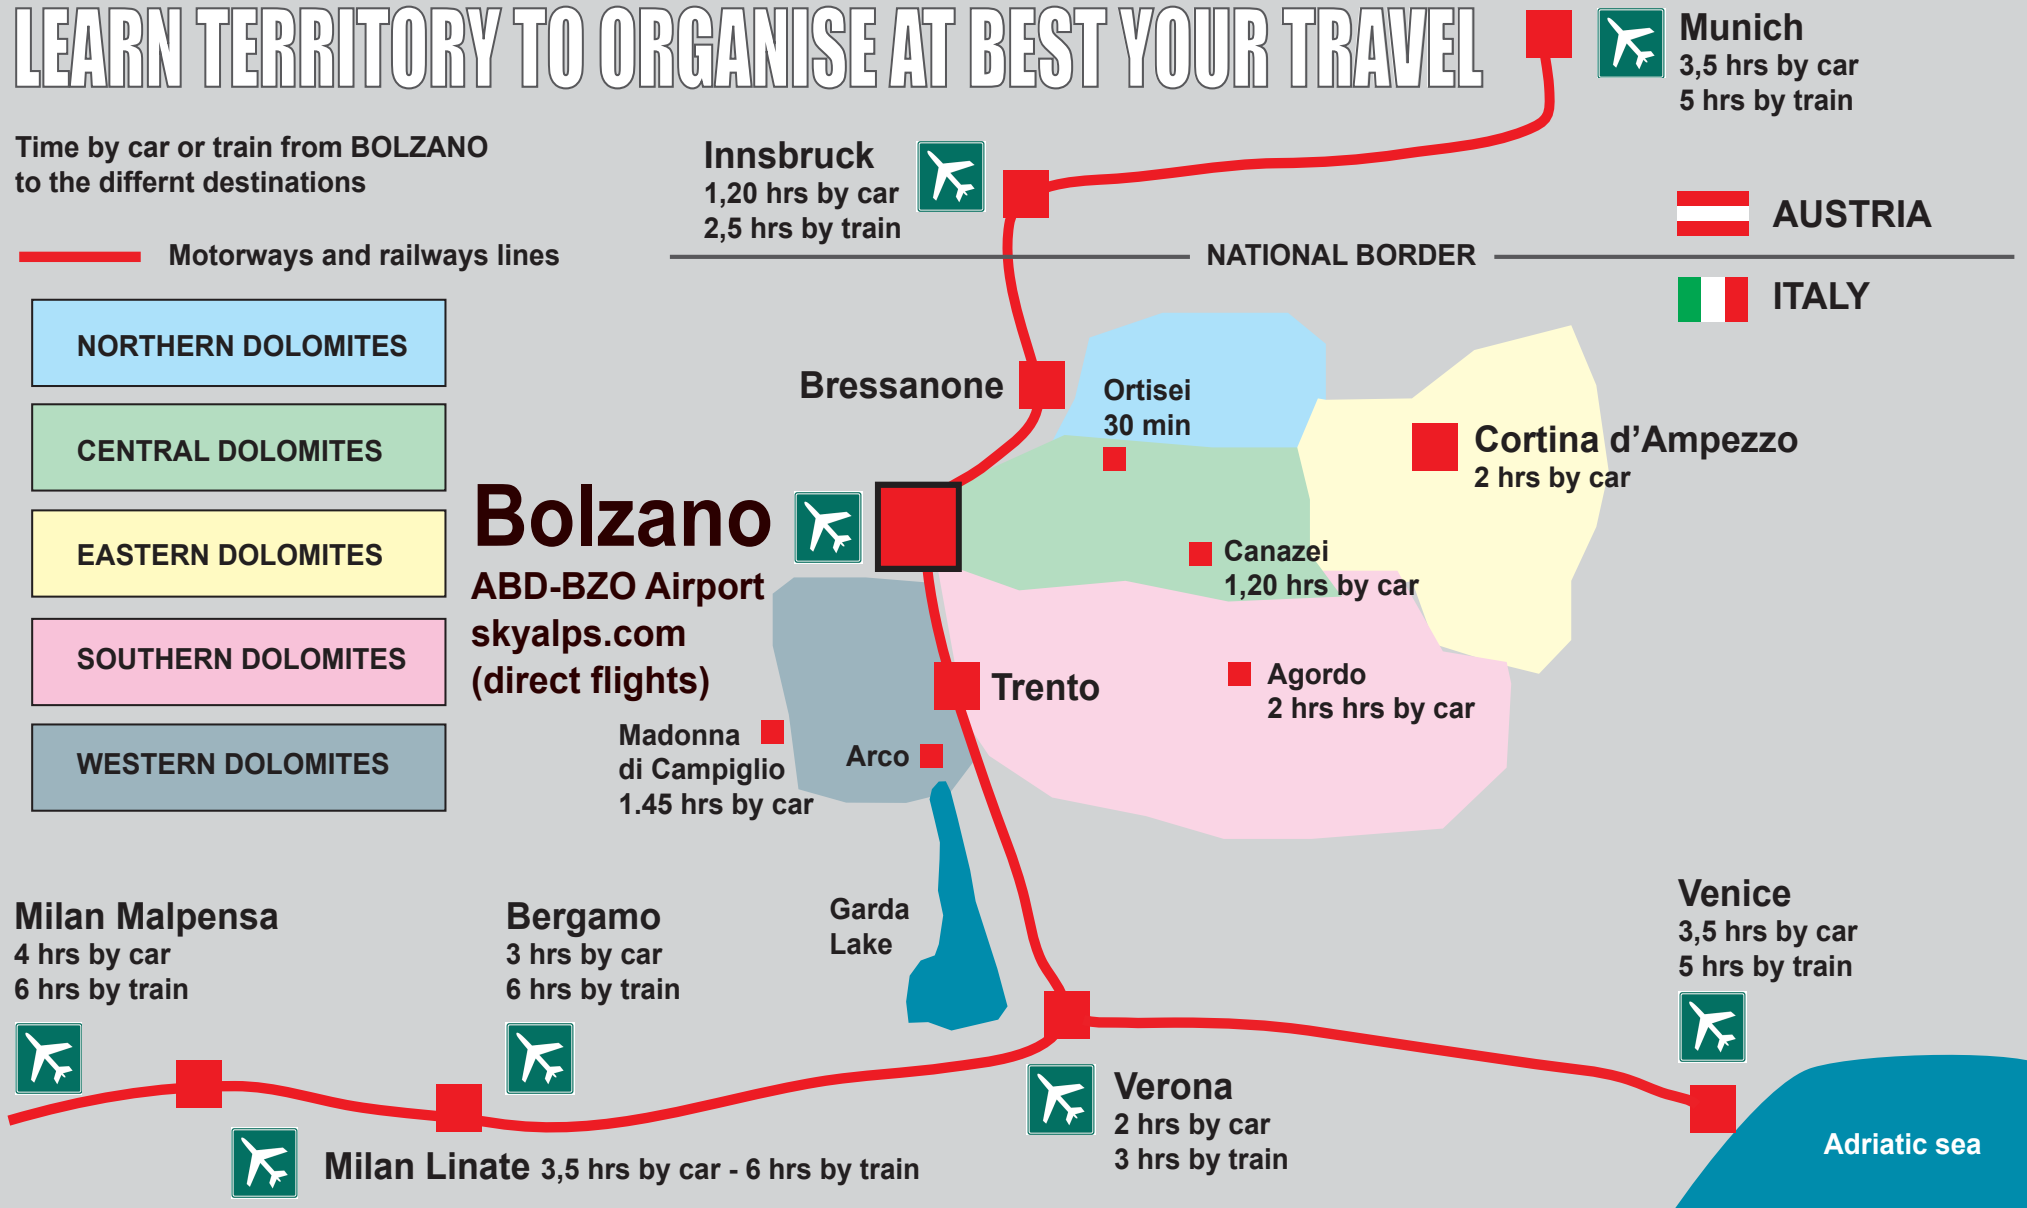 LEARN TERRITORY TO ORGANISE AT BEST YOUR TRAVEL
Munich
3,5 hrs by car
5 hrs by train
Time by car or train from BOLZANO
to the differnt destinations
Innsbruck
1,20 hrs by car
2,5 hrs by train
AUSTRIA
Motorways and railways lines
NATIONAL BORDER
ITALY
NORTHERN DOLOMITES
CENTRAL DOLOMITES
EASTERN DOLOMITES
SOUTHERN DOLOMITES
WESTERN DOLOMITES
Bressanone
Ortisei
30 min
Cortina d’Ampezzo
2 hrs by car
Bolzano
ABD-BZO Airport
skyalps.com
(direct flights)
Canazei
1,20 hrs by car
Trento
Agordo
2 hrs hrs by car
Madonna
di Campiglio
1.45 hrs by car
Arco
Garda
Lake
Milan Malpensa
4 hrs by car
6 hrs by train
Bergamo
3 hrs by car
6 hrs by train
Venice
3,5 hrs by car
5 hrs by train
Milan Linate 3,5 hrs by car - 6 hrs by train
Verona
2 hrs by car
3 hrs by train
Adriatic sea